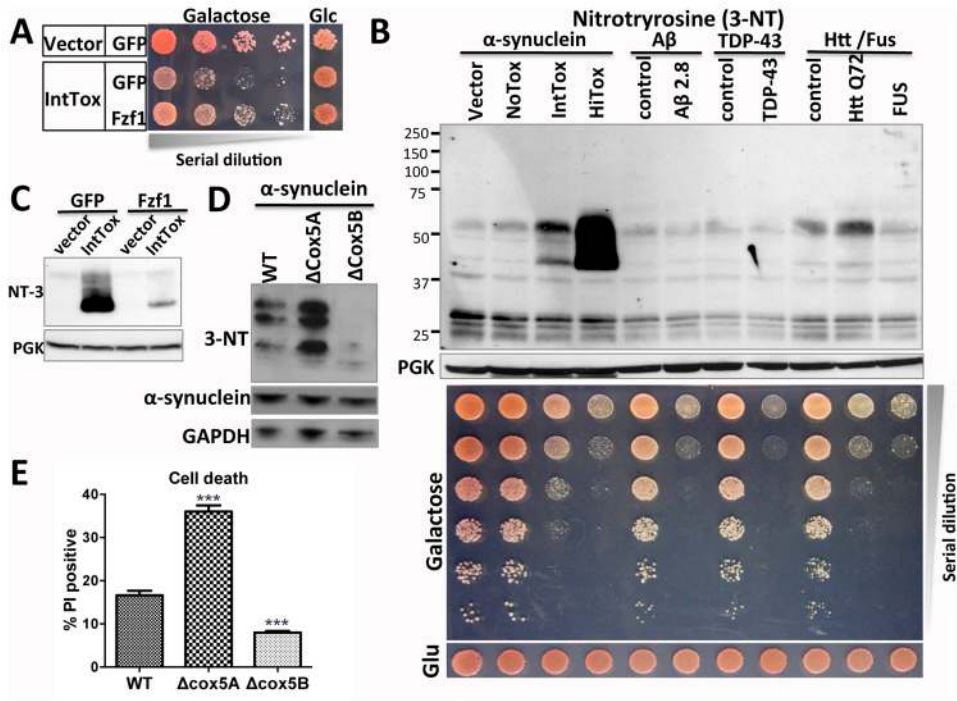 A
Galactose
Glc
Vector
GFP
IntTox
GFP
Fzf1
Serial dilution
B
Nitrotryrosine (3-NT)
α-synuclein
Aβ
TDP-43
Htt /Fus
Vector
NoTox
IntTox
HiTox
control
Aβ 2.8
control
TDP-43
control
Htt Q72
FUS
250
150
100
75
50
37
25
PGK
Galactose
Serial dilution
Glu
C
GFP
Fzf1
vector
IntTox
vector
IntTox
NT-3
PGK
D
α-synuclein
WT
ΔCox5A
ΔCox5B
3-NT
α-synuclein
GAPDH
E
Cell death
% PI positive
40
30
20
10
0
***
***
WT
Δcox5A
Δcox5B